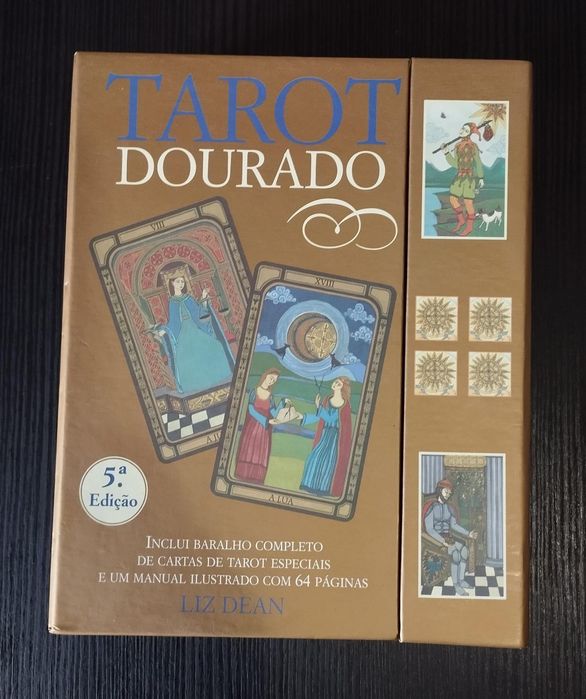 TAROT
DOURADO
VIII
XVIII
A LUA
5.ª
Edição
INCLUI BARALHO COMPLETO
DE CARTAS DE TAROT ESPECIAIS
E UM MANUAL ILUSTRADO COM 64 PÁGINAS
LIZ DEAN